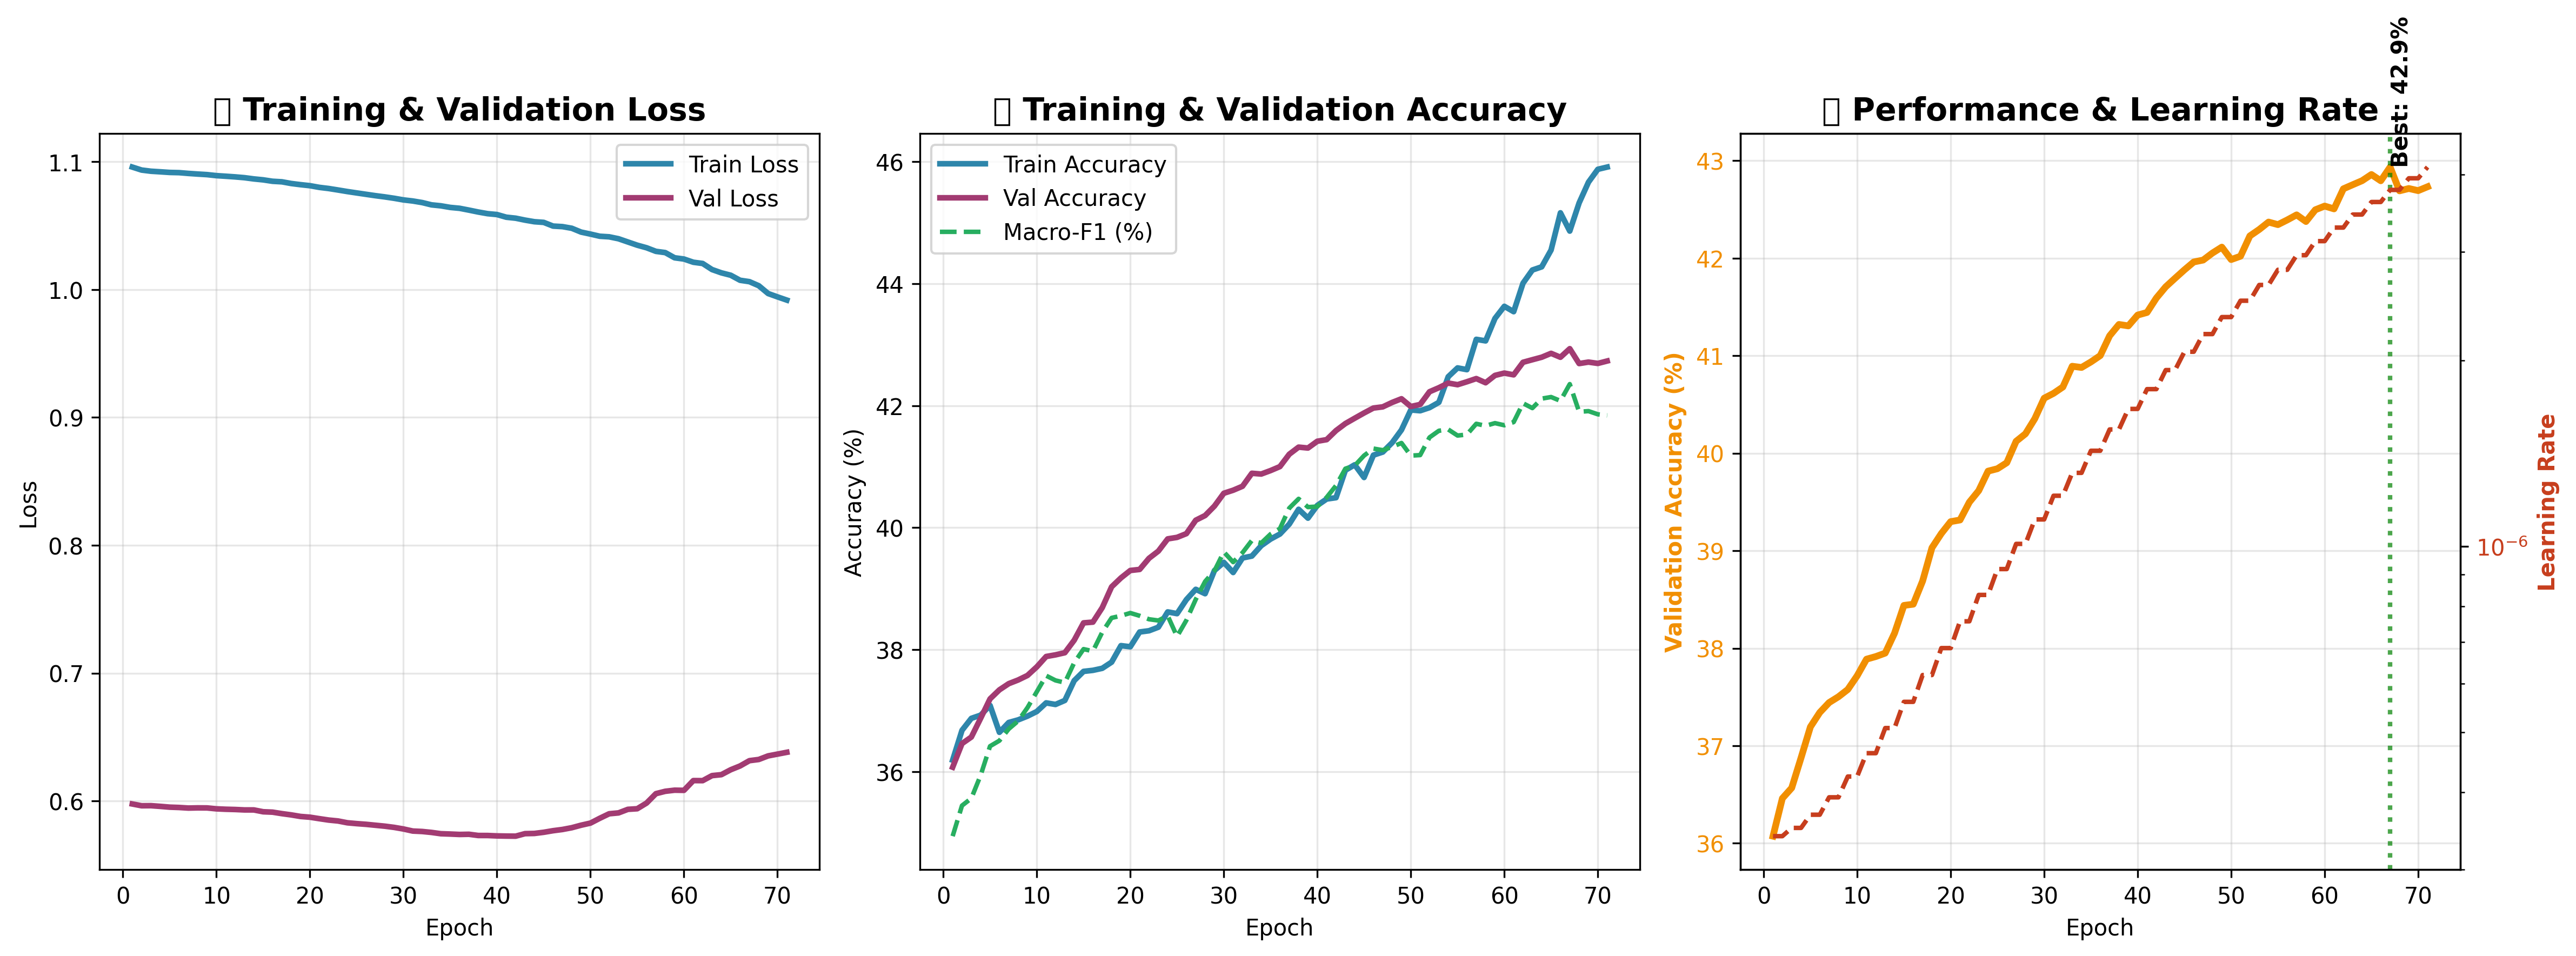 Training & Validation Loss
1.1
1.0
0.9
0.8
0.7
0.6
Loss
0 10 20 30 40 50 60 70
Epoch
Train Loss
Val Loss
Training & Validation Accuracy
46
44
42
40
38
36
Accuracy (%)
0 10 20 30 40 50 60 70
Epoch
Train Accuracy
Val Accuracy
Macro-F1 (%)
Performance & Learning Rate
Best: 42.9%
43
42
41
40
39
38
37
36
Validation Accuracy (%)
0 10 20 30 40 50 60 70
Epoch
10⁻⁶
Learning Rate